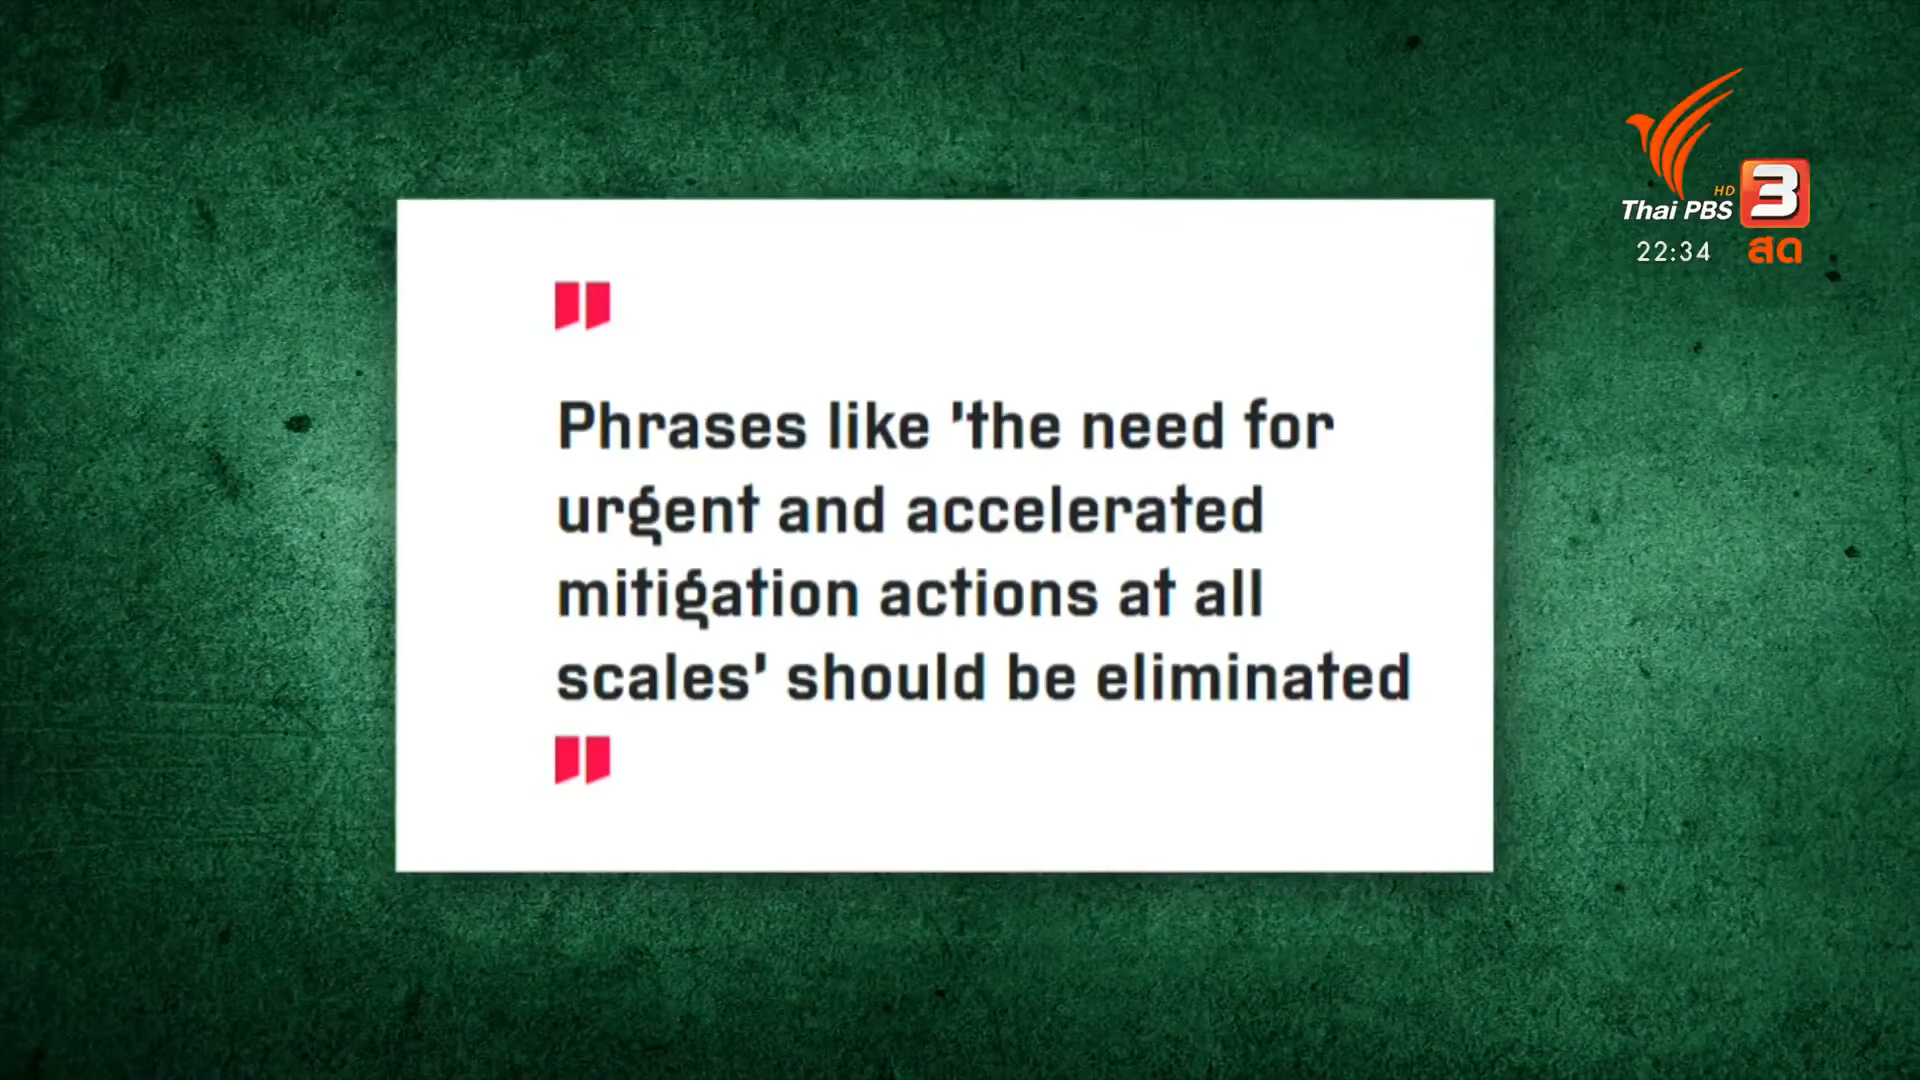 "
Phrases like 'the need for
urgent and accelerated
mitigation actions at all
scales' should be eliminated
"
HD
Thai PBS 3
22:34 สด